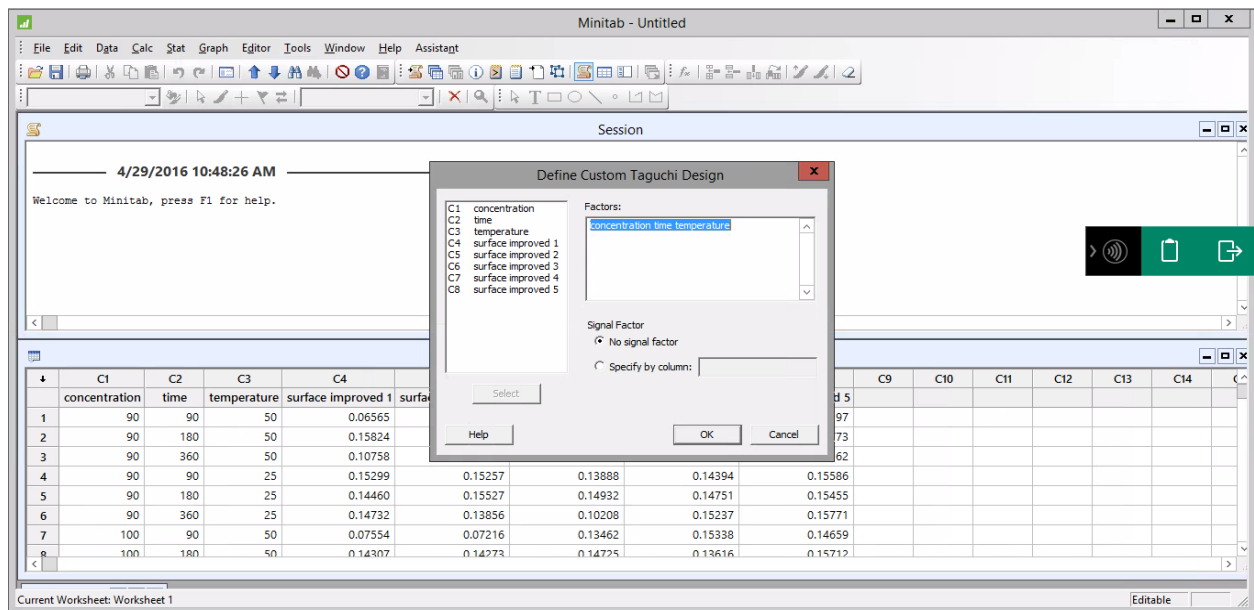 Minitab - Untitled
File Edit Data Calc Stat Graph Editor Tools Window Help Assistant
Session
4/29/2016 10:48:26 AM
Welcome to Minitab, press F1 for help.
Define Custom Taguchi Design
C1 concentration
C2 time
C3 temperature
C4 surface improved 1
C5 surface improved 2
C6 surface improved 3
C7 surface improved 4
C8 surface improved 5
Factors:
concentration time temperature
Signal Factor
No signal factor
Specify by column:
Select
Help OK Cancel
C1 C2 C3 C4 C9 C10 C11 C12 C13 C14
concentration time temperature surface improved 1 surfa d 5
1 90 90 50 0.06565 97
2 90 180 50 0.15824 73
3 90 360 50 0.10758 62
4 90 90 25 0.15299 0.15257 0.13888 0.14394 0.15586
5 90 180 25 0.14460 0.15527 0.14932 0.14751 0.15455
6 90 360 25 0.14732 0.13856 0.10208 0.15237 0.15771
7 100 90 50 0.07554 0.07216 0.13462 0.15338 0.14659
8 100 180 50 0.14307 0.14273 0.14725 0.13616 0.15712
Current Worksheet: Worksheet 1 Editable